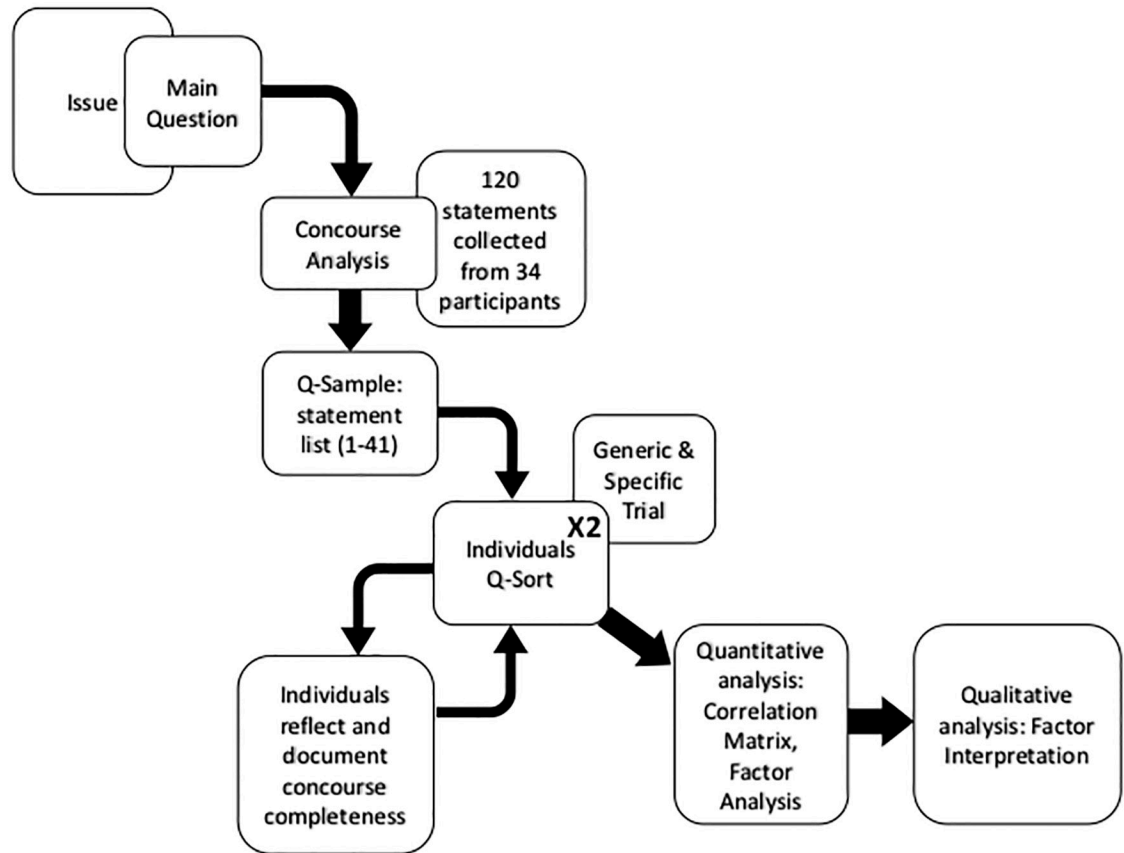 Issue
Main
Question
Concourse
Analysis
120
statements
collected
from 34
participants
Q-Sample:
statement
list (1-41)
Generic &
Specific
Trial
X2
Individuals
Q-Sort
Individuals
reflect and
document
concourse
completeness
Quantitative
analysis:
Correlation
Matrix,
Factor
Analysis
Qualitative
analysis: Factor
Interpretation